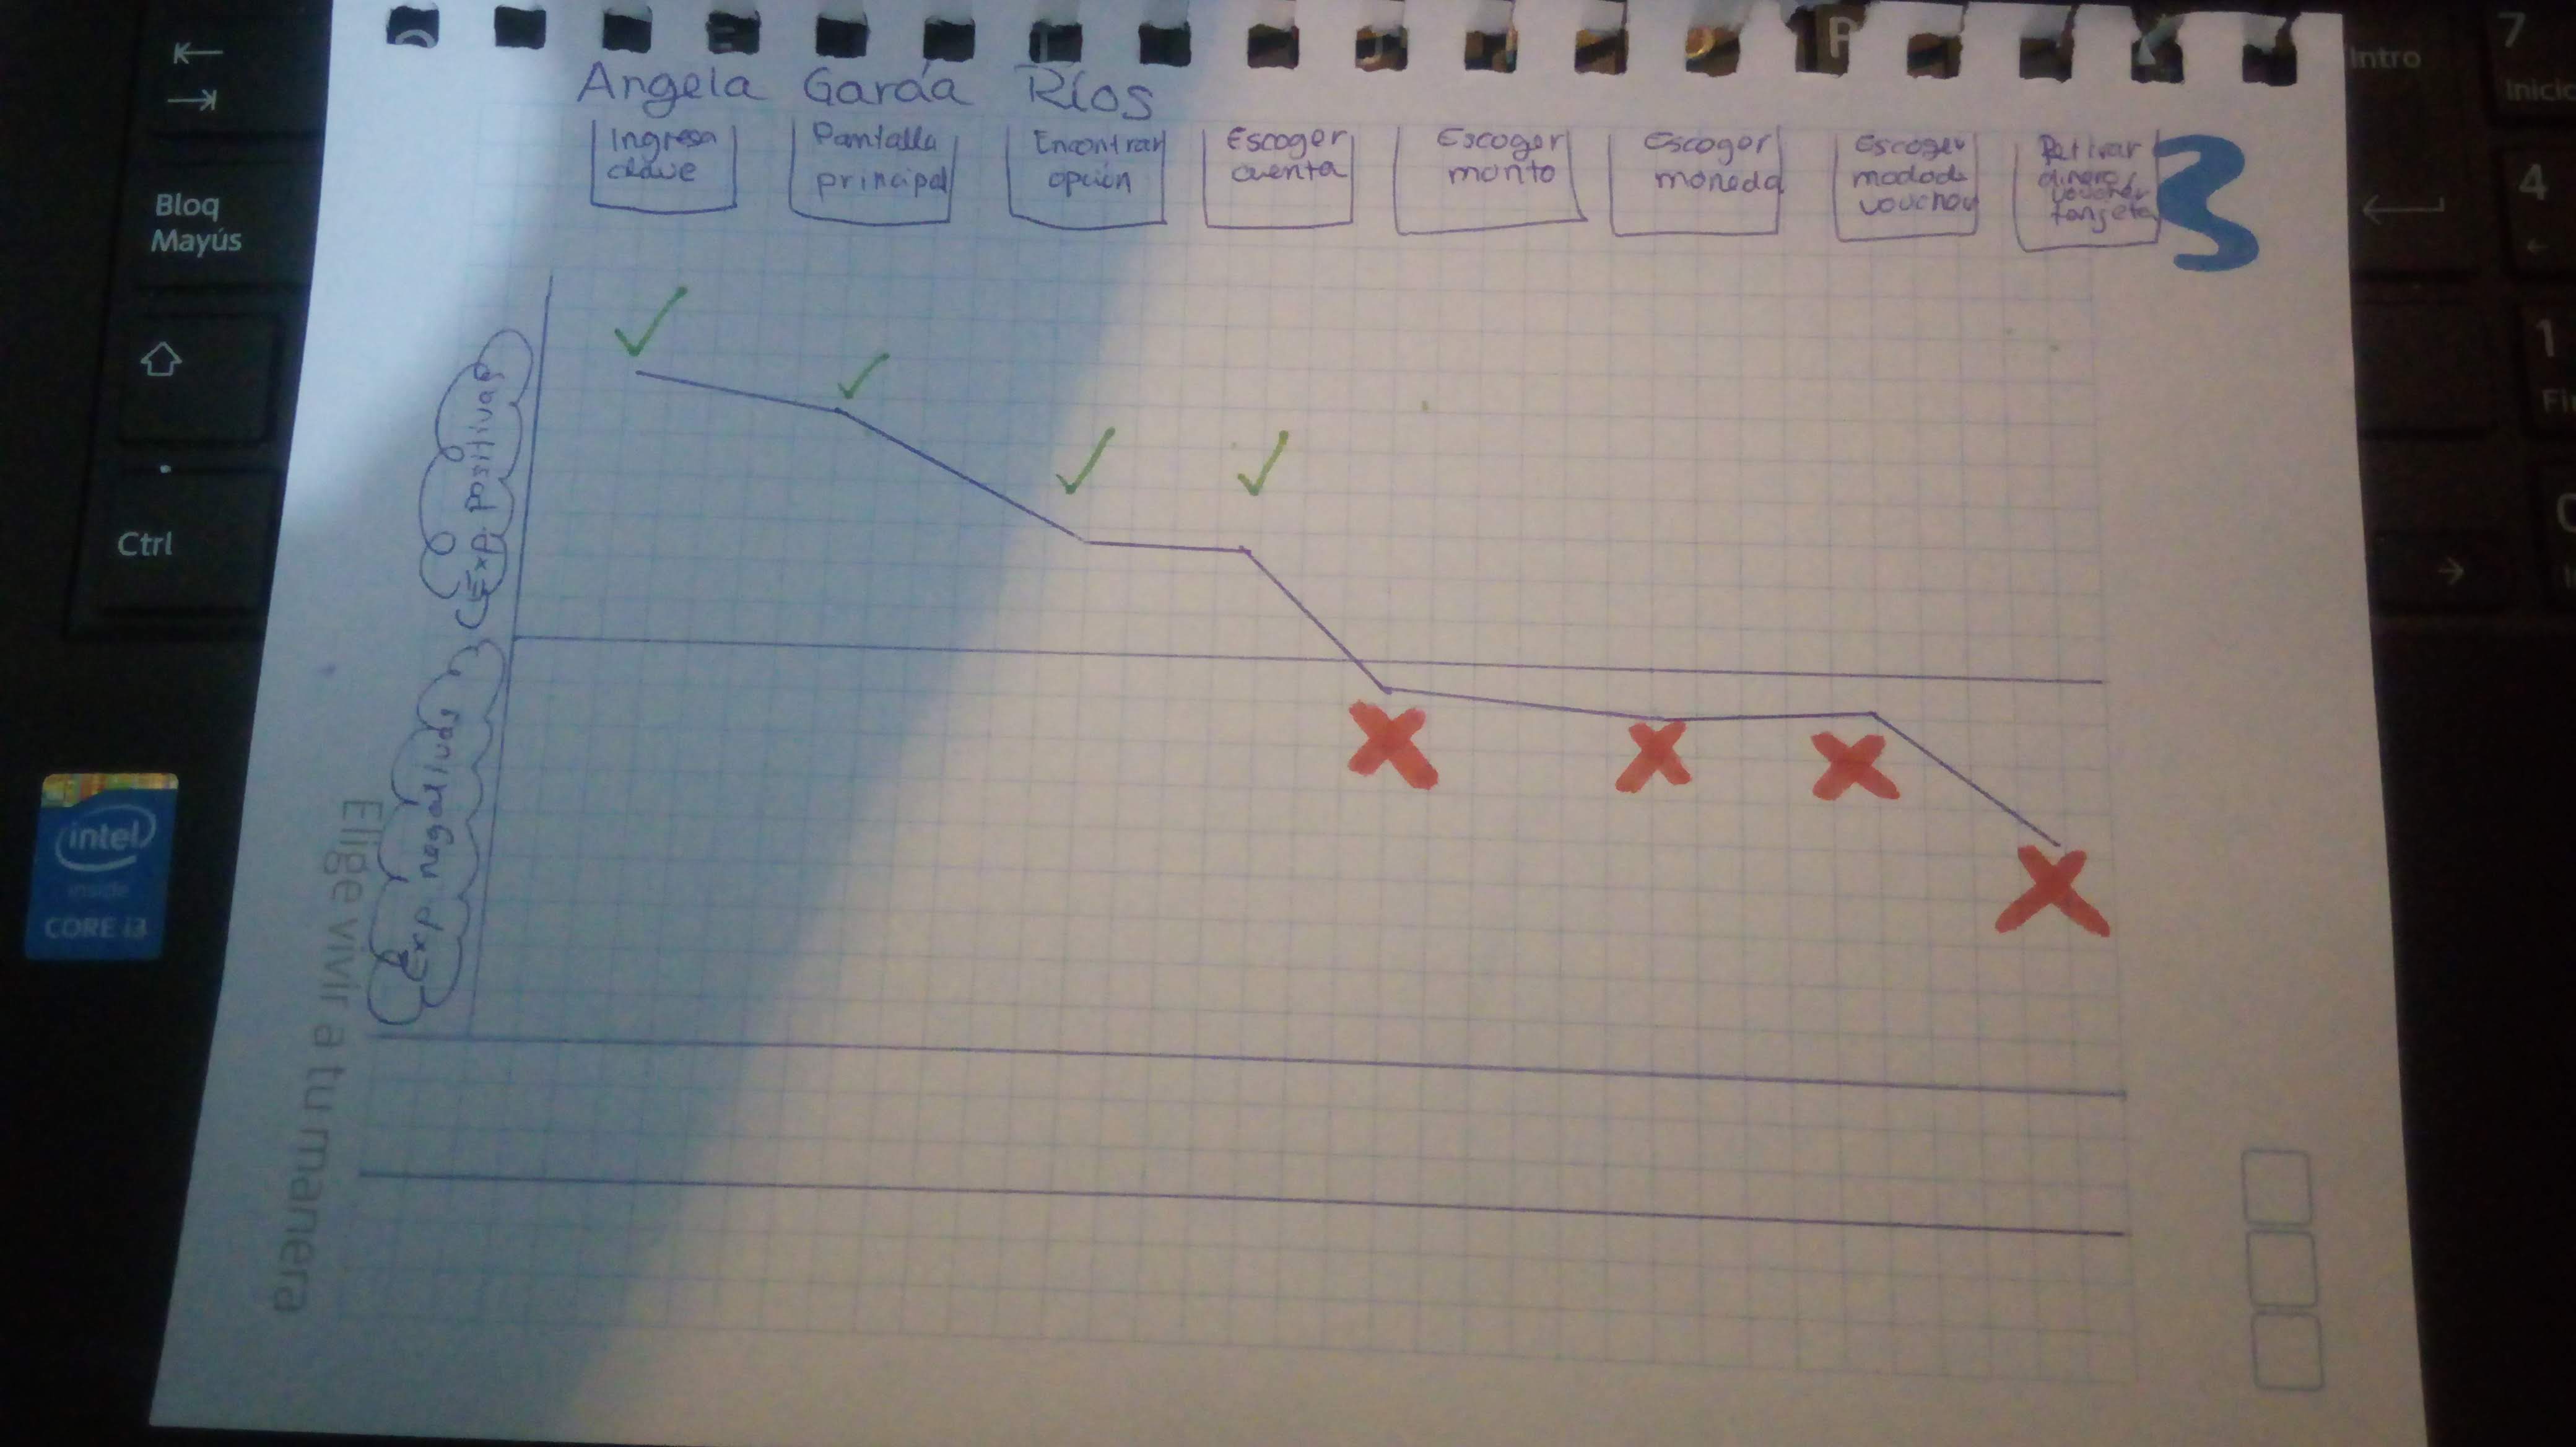 Angela García Ríos
Ingresa
clave
Pantalla
principal
Encontrar
opción
Escoger
cuenta
Escoger
monto
Escoger
moneda
Escoger
modo de
voucher
Retirar
dinero/
voucher
tarjeta
3
Exp. positivas
Exp negativas
Elige vivir a tu manera
Bloq
Mayús
Ctrl
intel
inside
CORE i3
P
Intro
7
Inicio
4
1
Fin